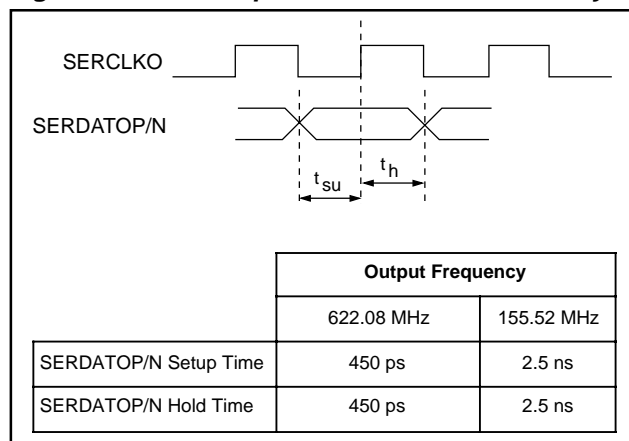 SERCLKO
SERDATOP/N
t su
t h
Output Frequency
622.08 MHz 155.52 MHz
SERDATOP/N Setup Time 450 ps 2.5 ns
SERDATOP/N Hold Time 450 ps 2.5 ns